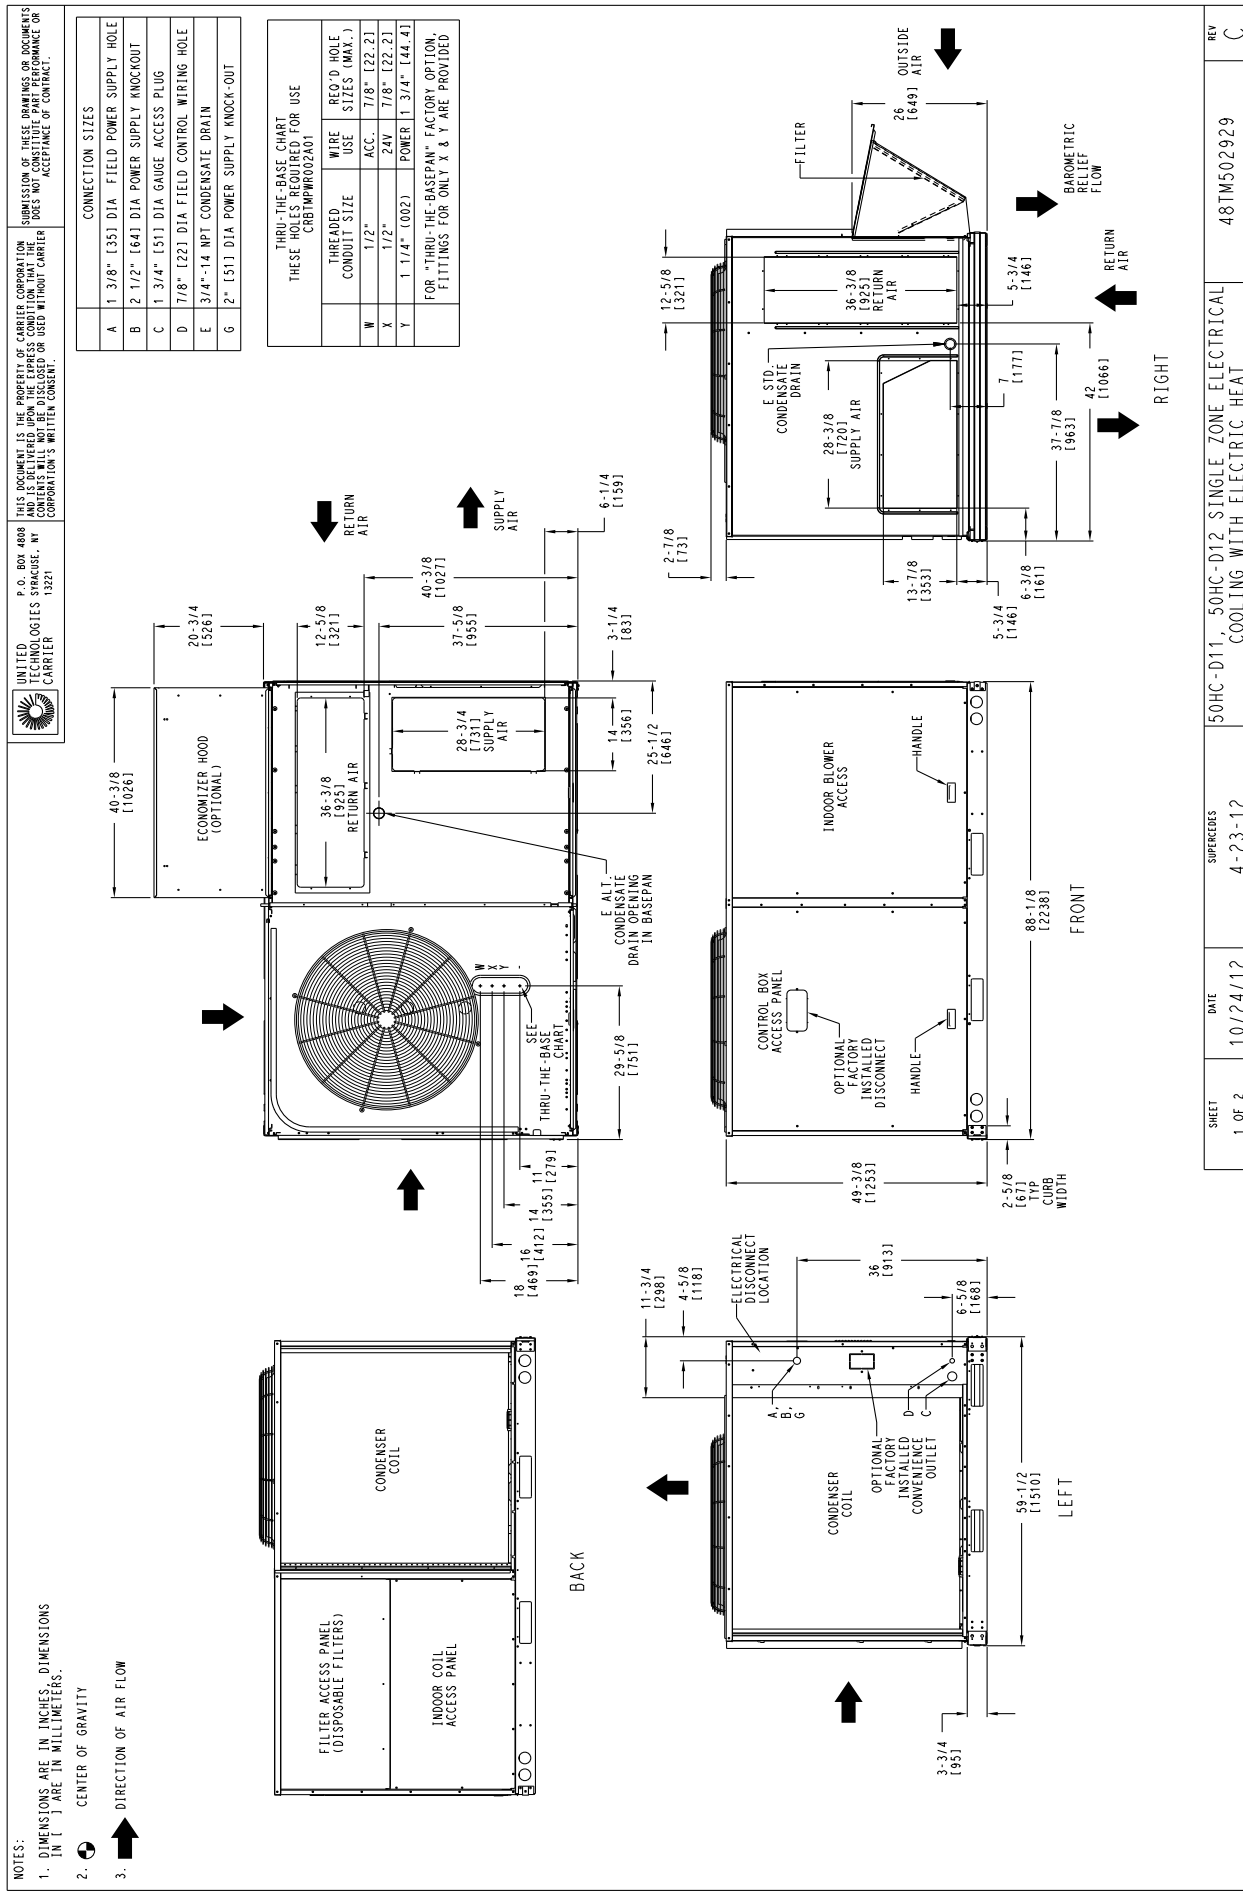 NOTES:
1. DIMENSIONS ARE IN INCHES, DIMENSIONS
IN [ ] ARE IN MILLIMETERS.
2. CENTER OF GRAVITY
3. DIRECTION OF AIR FLOW
UNITED
TECHNOLOGIES
CARRIER
P.O. BOX 4808
SYRACUSE, NY
13221
THIS DOCUMENT IS THE PROPERTY OF CARRIER CORPORATION
AND IS DELIVERED UPON THE EXPRESS CONDITION THAT THE
CONTENTS WILL NOT BE DISCLOSED OR USED WITHOUT CARRIER
CORPORATION'S WRITTEN CONSENT.
SUBMISSION OF THESE DRAWINGS OR DOCUMENTS
DOES NOT CONSTITUTE PART PERFORMANCE OR
ACCEPTANCE OF CONTRACT.
CONNECTION SIZES
A 1 3/8" [35] DIA FIELD POWER SUPPLY HOLE
B 2 1/2" [64] DIA POWER SUPPLY KNOCKOUT
C 1 3/4" [51] DIA GAUGE ACCESS PLUG
D 7/8" [22] DIA FIELD CONTROL WIRING HOLE
E 3/4"-14 NPT CONDENSATE DRAIN
G 2" [51] DIA POWER SUPPLY KNOCK-OUT
THRU-THE-BASE CHART
THESE HOLES REQUIRED FOR USE
CRBTMPWR002A01
THREADED CONDUIT SIZE WIRE USE REQ'D HOLE SIZES (MAX.)
W 1/2" ACC. 7/8" [22.2]
X 1/2" 24V 7/8" [22.2]
Y 1 1/4" (002) POWER 1 3/4" [44.4]
FOR "THRU-THE-BASEPAN" FACTORY OPTION,
FITTINGS FOR ONLY X & Y ARE PROVIDED
FILTER ACCESS PANEL
(DISPOSABLE FILTERS)
INDOOR COIL
ACCESS PANEL
CONDENSER
COIL
BACK
40-3/8
[1026]
ECONOMIZER HOOD
(OPTIONAL)
20-3/4
[526]
12-5/8
[321]
36-3/8
[925]
RETURN AIR
RETURN
AIR
40-3/8
[1027]
37-5/8
[955]
28-3/4
[731]
SUPPLY
AIR
SUPPLY
AIR
6-1/4
[159]
3-1/4
[83]
14
[356]
25-1/2
[646]
E ALT.
CONDENSATE
DRAIN OPENING
IN BASEPAN
W
X
Y
-
SEE
THRU-THE-BASE
CHART
29-5/8
[751]
11
[279]
14
[355]
16
[412]
18
[469]
CONDENSER
COIL
OPTIONAL
FACTORY
INSTALLED
CONVENIENCE
OUTLET
A,
B,
G
D
C
11-3/4
[298]
4-5/8
[118]
ELECTRICAL
DISCONNECT
LOCATION
36
[913]
6-5/8
[168]
59-1/2
[1510]
3-3/4
[95]
LEFT
CONTROL BOX
ACCESS PANEL
OPTIONAL
FACTORY
INSTALLED
DISCONNECT
HANDLE
INDOOR BLOWER
ACCESS
HANDLE
49-3/8
[1253]
2-5/8
[67]
TYP
CURB
WIDTH
88-1/8
[2238]
FRONT
2-7/8
[73]
12-5/8
[321]
E STD.
CONDENSATE
DRAIN
28-3/8
[720]
SUPPLY AIR
36-3/8
[925]
RETURN
AIR
FILTER
26
[649]
OUTSIDE
AIR
BAROMETRIC
RELIEF
FLOW
RETURN
AIR
5-3/4
[146]
7
[177]
13-7/8
[353]
5-3/4
[146]
6-3/8
[161]
37-7/8
[963]
42
[1066]
RIGHT
SHEET
1 OF 2
DATE
10/24/12
SUPERCEDES
4-23-12
50HC-D11, 50HC-D12 SINGLE ZONE ELECTRICAL
COOLING WITH ELECTRIC HEAT
48TM502929
REV
C